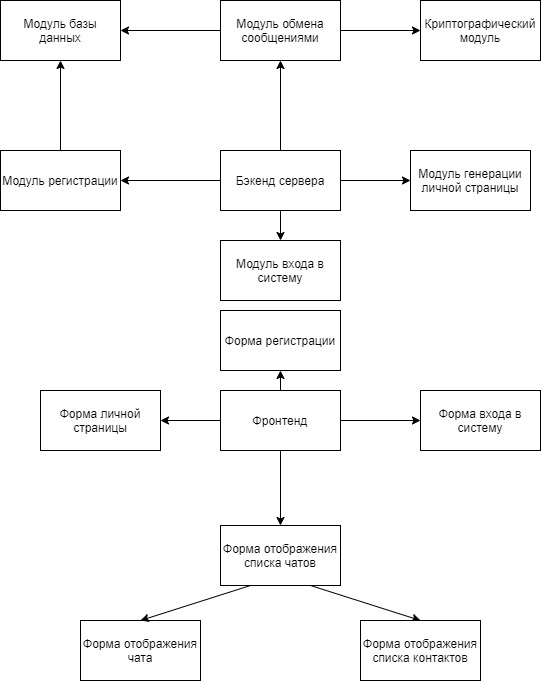 Модуль базы
данных
Модуль обмена
сообщениями
Криптографический
модуль
Модуль регистрации
Бэкенд сервера
Модуль генерации
личной страницы
Модуль входа в
систему
Форма регистрации
Форма личной
страницы
Фронтенд
Форма входа в
систему
Форма отображения
списка чатов
Форма отображения
чата
Форма отображения
списка контактов